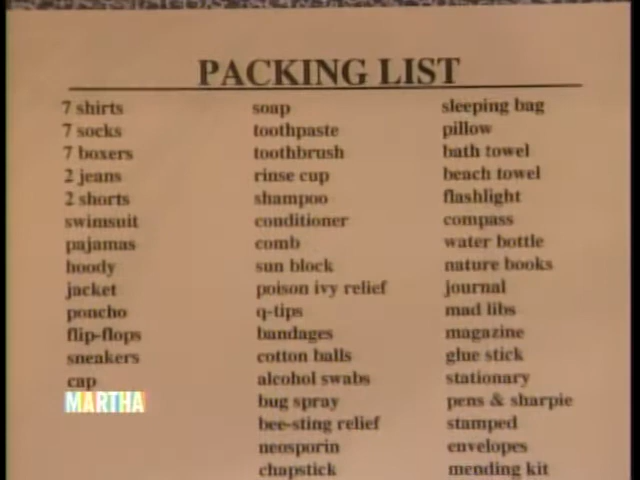 PACKING LIST
7 shirts
7 socks
7 boxers
2 jeans
2 shorts
swimsuit
pajamas
hoody
jacket
poncho
flip-flops
sneakers
cap
MARTHA
soap
toothpaste
toothbrush
rinse cup
shampoo
conditioner
comb
sun block
poison ivy relief
q-tips
bandages
cotton balls
alcohol swabs
bug spray
bee-sting relief
neosporin
chapstick
sleeping bag
pillow
bath towel
beach towel
flashlight
compass
water bottle
nature books
journal
mad libs
magazine
glue stick
stationary
pens & sharpie
stamped
envelopes
mending kit